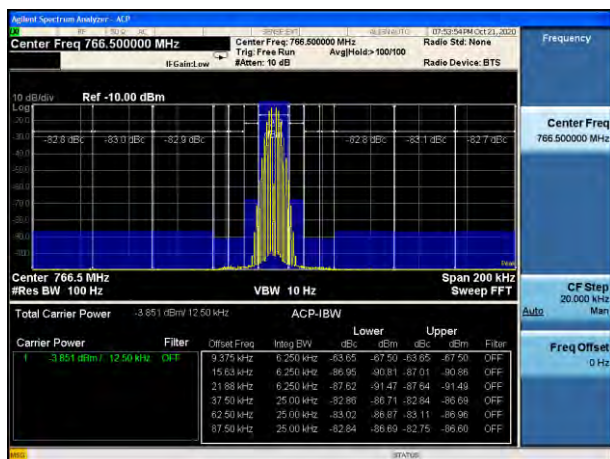 Agilent Spectrum Analyzer - ACP
RF 50 Ω AC SENSE:EXT ALIGN AUTO 07:53:54 PM Oct 21, 2020
Center Freq 766.500000 MHz
Center Freq: 766.500000 MHz
Radio Std: None
Trig: Free Run Avg|Hold:> 100/100
IFGain:Low #Atten: 10 dB Radio Device: BTS
Frequency
10 dB/div Ref -10.00 dBm
Log
-82.8 dBc -83.0 dBc -82.9 dBc -82.8 dBc -83.1 dBc -82.7 dBc
Center Freq
766.500000 MHz
Center 766.5 MHz Span 200 kHz
#Res BW 100 Hz VBW 10 Hz Sweep FFT
CF Step
20.000 kHz
Auto Man
Total Carrier Power -3.851 dBm/ 12.50 kHz ACP-IBW
Lower Upper
Carrier Power Filter Offset Freq Integ BW dBc dBm dBc dBm Filter
1 -3.851 dBm / 12.50 kHz OFF 9.375 kHz 6.250 kHz -63.65 -67.50 -63.65 -67.50 OFF
15.63 kHz 6.250 kHz -86.95 -90.81 -87.01 -90.86 OFF
21.88 kHz 6.250 kHz -87.62 -91.47 -87.64 -91.49 OFF
37.50 kHz 25.00 kHz -82.86 -86.71 -82.84 -86.69 OFF
62.50 kHz 25.00 kHz -83.02 -86.87 -83.11 -86.96 OFF
87.50 kHz 25.00 kHz -82.84 -86.69 -82.75 -86.60 OFF
Freq Offset
0 Hz
MSG STATUS